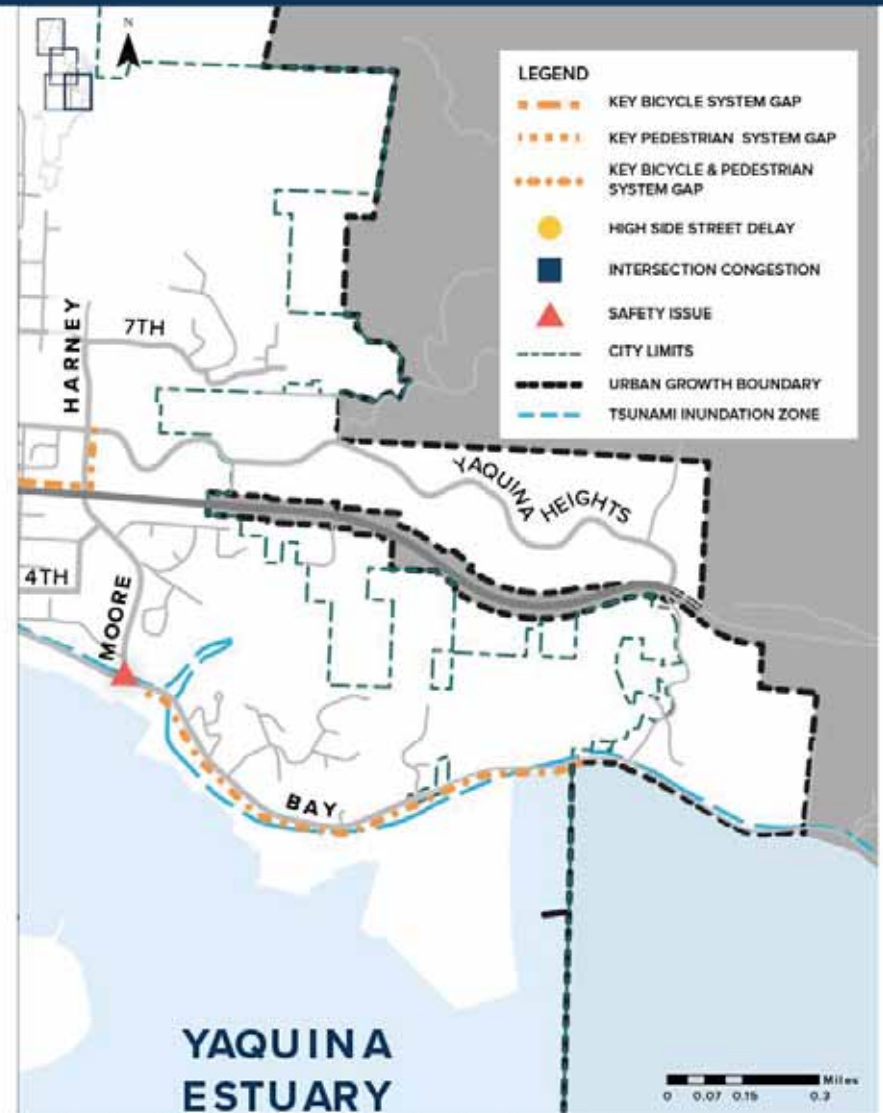 N
LEGEND
KEY BICYCLE SYSTEM GAP
KEY PEDESTRIAN SYSTEM GAP
KEY BICYCLE & PEDESTRIAN
SYSTEM GAP
HIGH SIDE STREET DELAY
INTERSECTION CONGESTION
SAFETY ISSUE
CITY LIMITS
URBAN GROWTH BOUNDARY
TSUNAMI INUNDATION ZONE
HARNEY
7TH
YAQUINA
HEIGHTS
4TH
MOORE
BAY
YAQUINA
ESTUARY
Miles
0 0.07 0.15 0.3